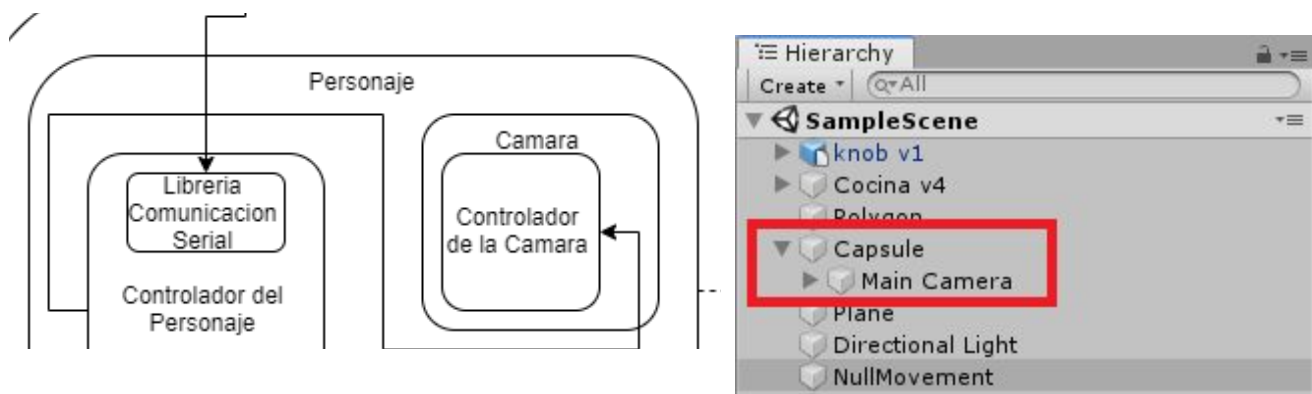 Personaje
Camara
Libreria
Comunicacion
Serial
Controlador
de la Camara
Controlador del
Personaje
Hierarchy
Create
All
SampleScene
knob v1
Cocina v4
Polygon
Capsule
Main Camera
Plane
Directional Light
NullMovement